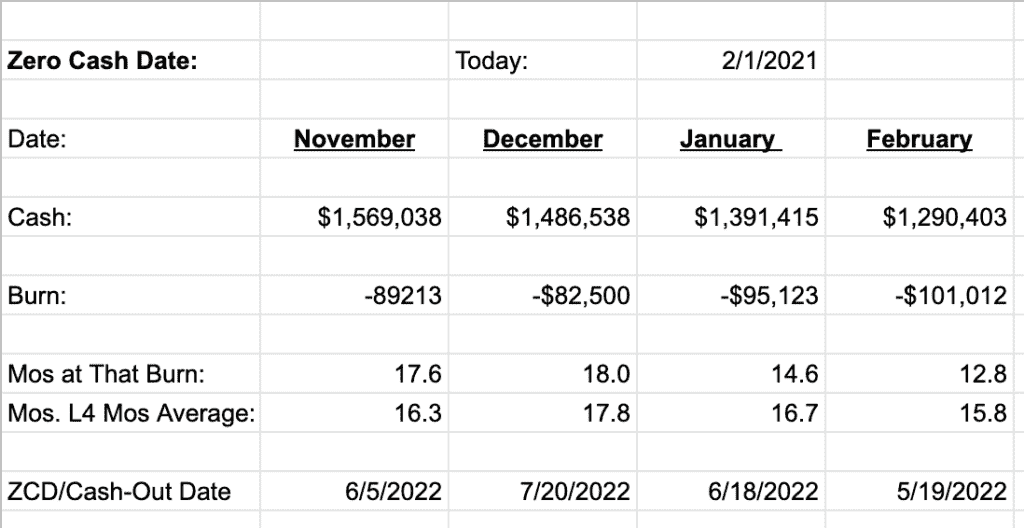 Zero Cash Date: Today: 2/1/2021
Date: November December January February
Cash: $1,569,038 $1,486,538 $1,391,415 $1,290,403
Burn: -89213 -$82,500 -$95,123 -$101,012
Mos at That Burn: 17.6 18.0 14.6 12.8
Mos. L4 Mos Average: 16.3 17.8 16.7 15.8
ZCD/Cash-Out Date 6/5/2022 7/20/2022 6/18/2022 5/19/2022